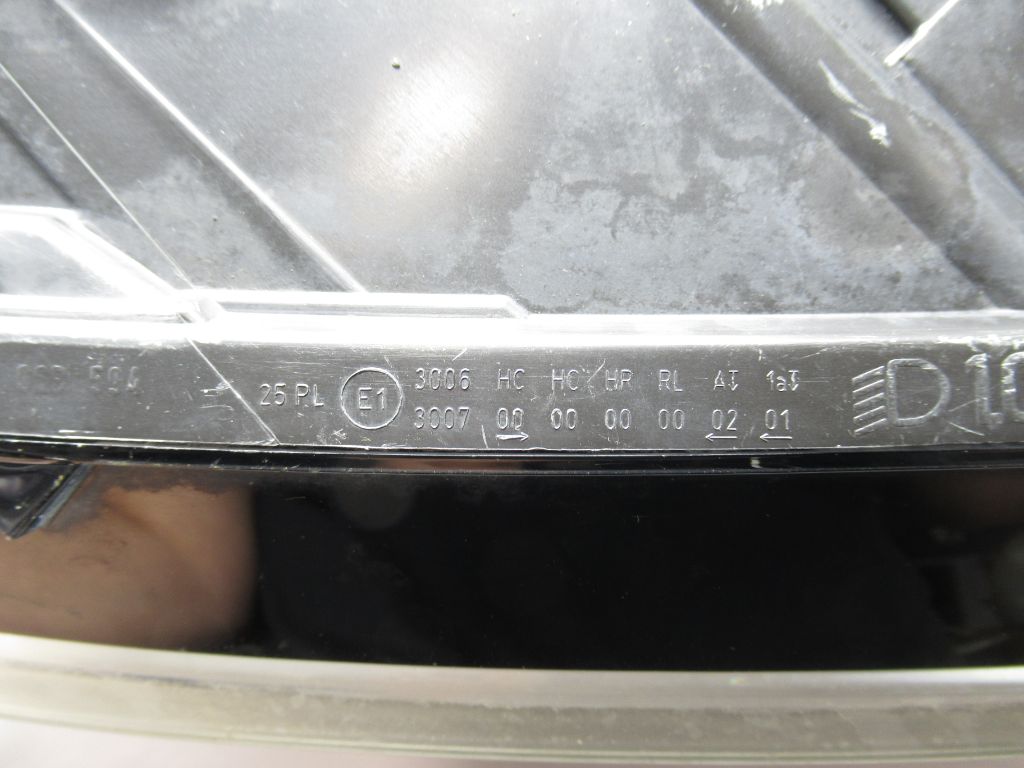 25 PL E1 3006 HC HC HR RL A↧ 1a↧
3007 00 00 00 00 02 01